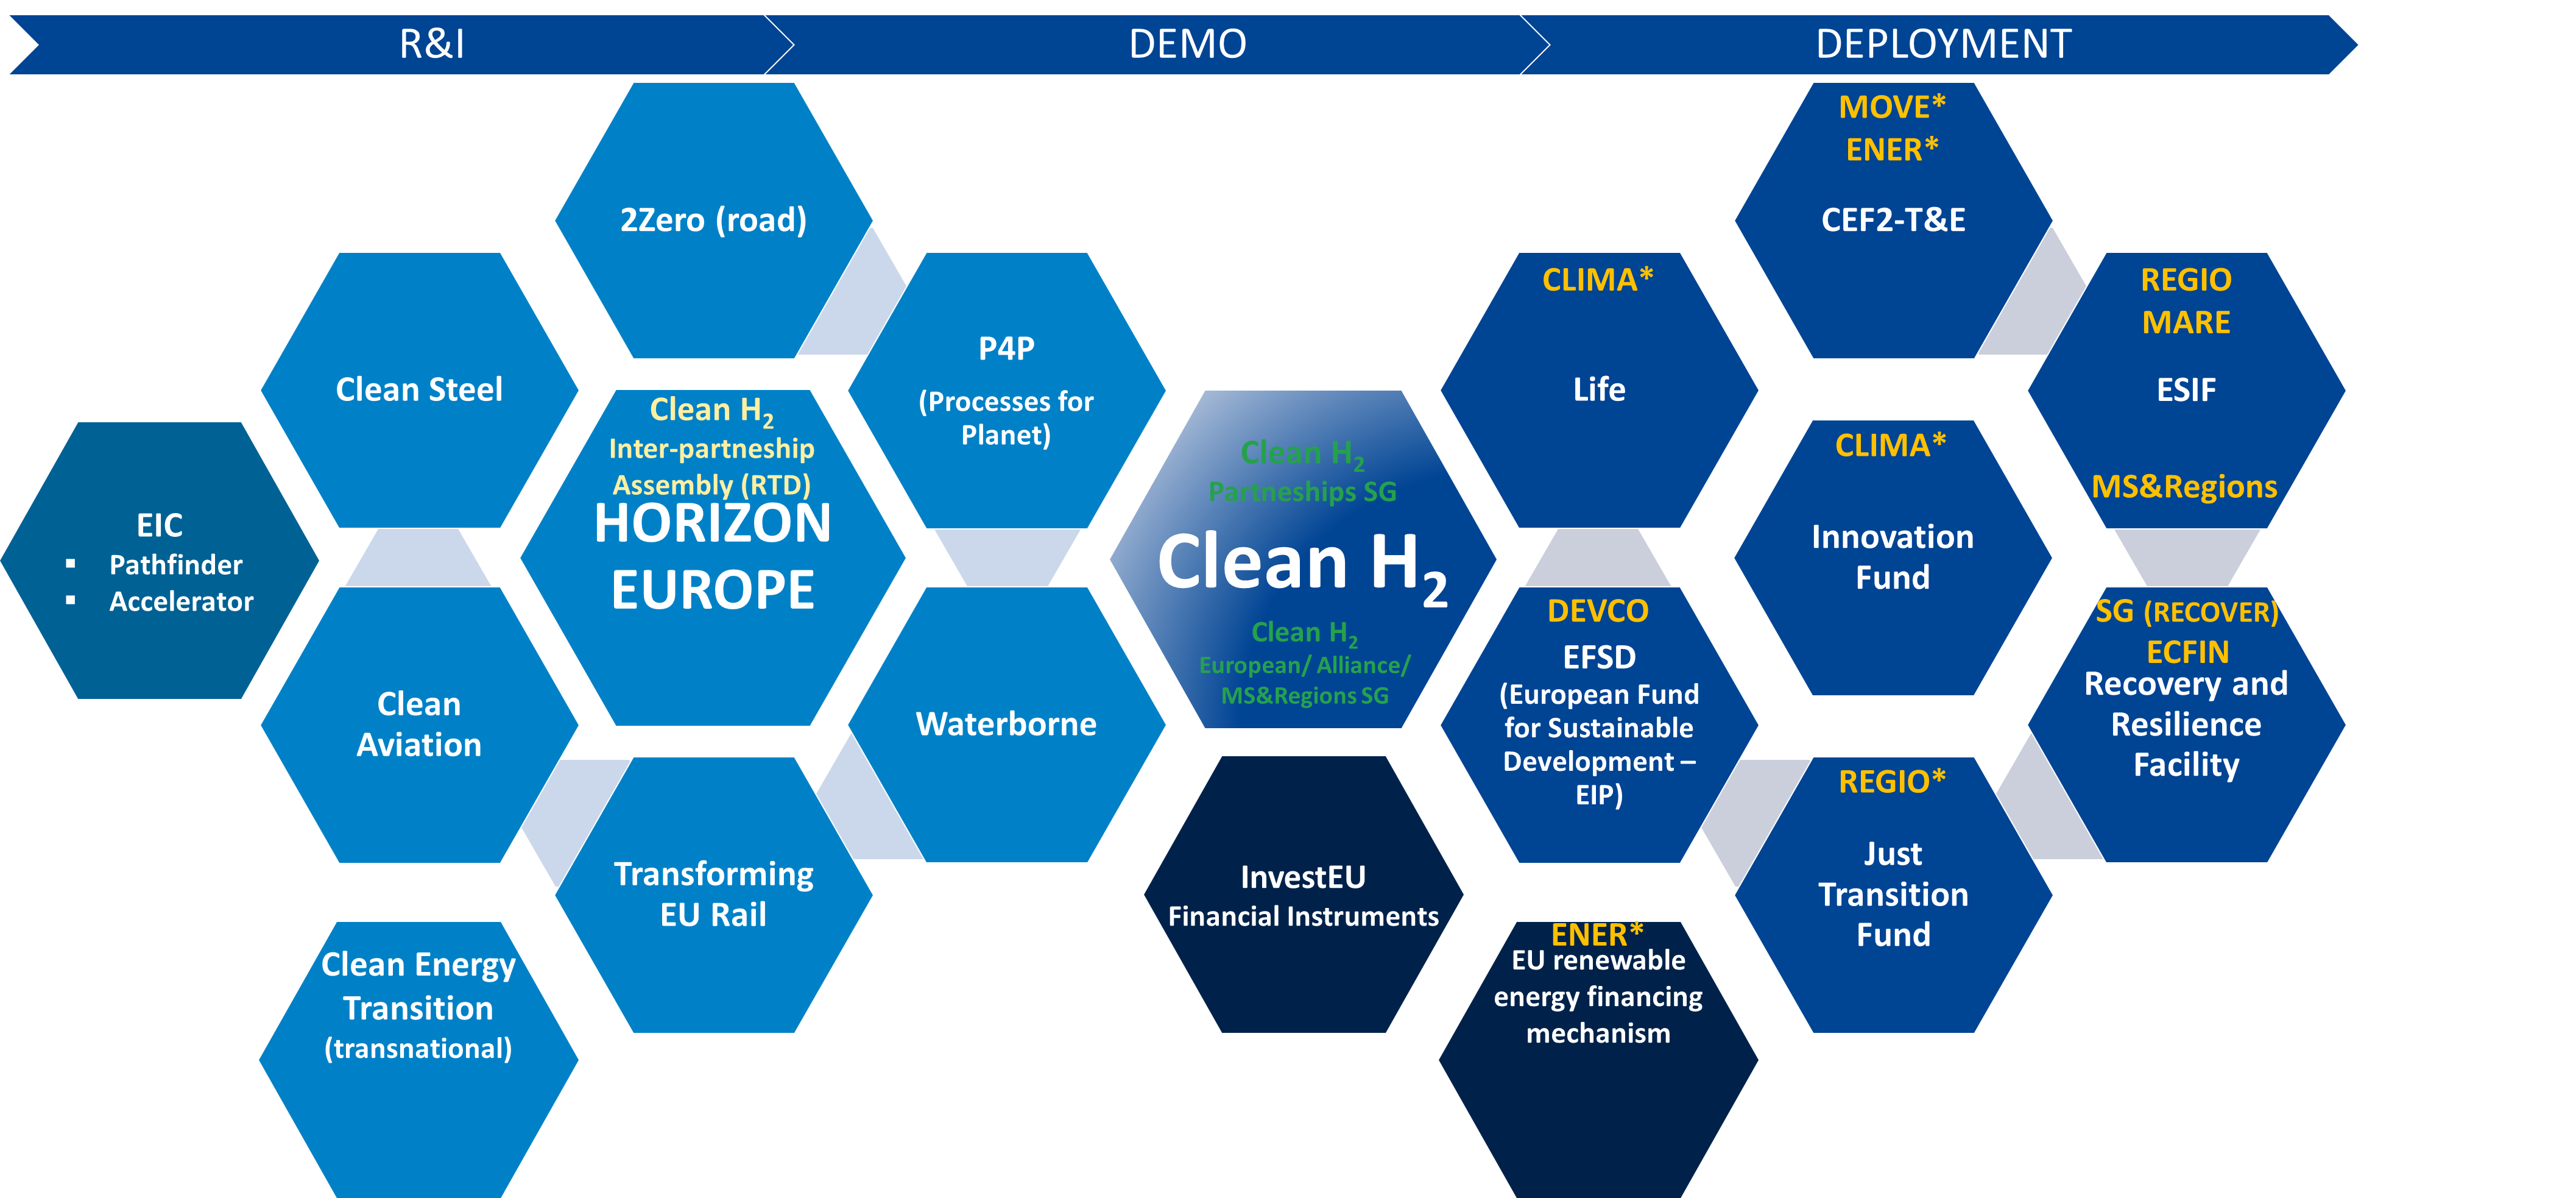 R&I
DEMO
DEPLOYMENT
2Zero (road)
Clean Steel
P4P
(Processes for
Planet)
EIC
▪ Pathfinder
▪ Accelerator
Clean H₂
Inter-partneship
Assembly (RTD)
HORIZON
EUROPE
Clean
Aviation
Waterborne
Transforming
EU Rail
Clean Energy
Transition
(transnational)
Clean H₂
Partneships SG
Clean H₂
Clean H₂
European/ Alliance/
MS&Regions SG
InvestEU
Financial Instruments
MOVE*
ENER*
CEF2-T&E
CLIMA*
Life
REGIO
MARE
ESIF
MS&Regions
CLIMA*
Innovation
Fund
DEVCO
EFSD
(European Fund
for Sustainable
Development –
EIP)
SG (RECOVER)
ECFIN
Recovery and
Resilience
Facility
REGIO*
Just
Transition
Fund
ENER*
EU renewable
energy financing
mechanism